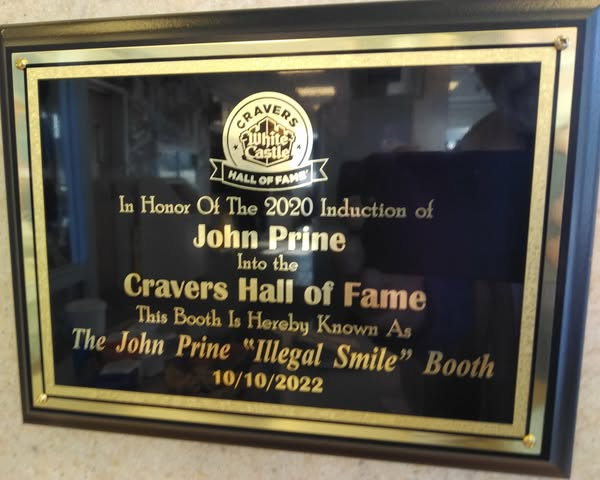 CRAVERS
White Castle
HALL OF FAME
In Honor Of The 2020 Induction of
John Prine
Into the
Cravers Hall of Fame
This Booth Is Hereby Known As
The John Prine "Illegal Smile" Booth
10/10/2022